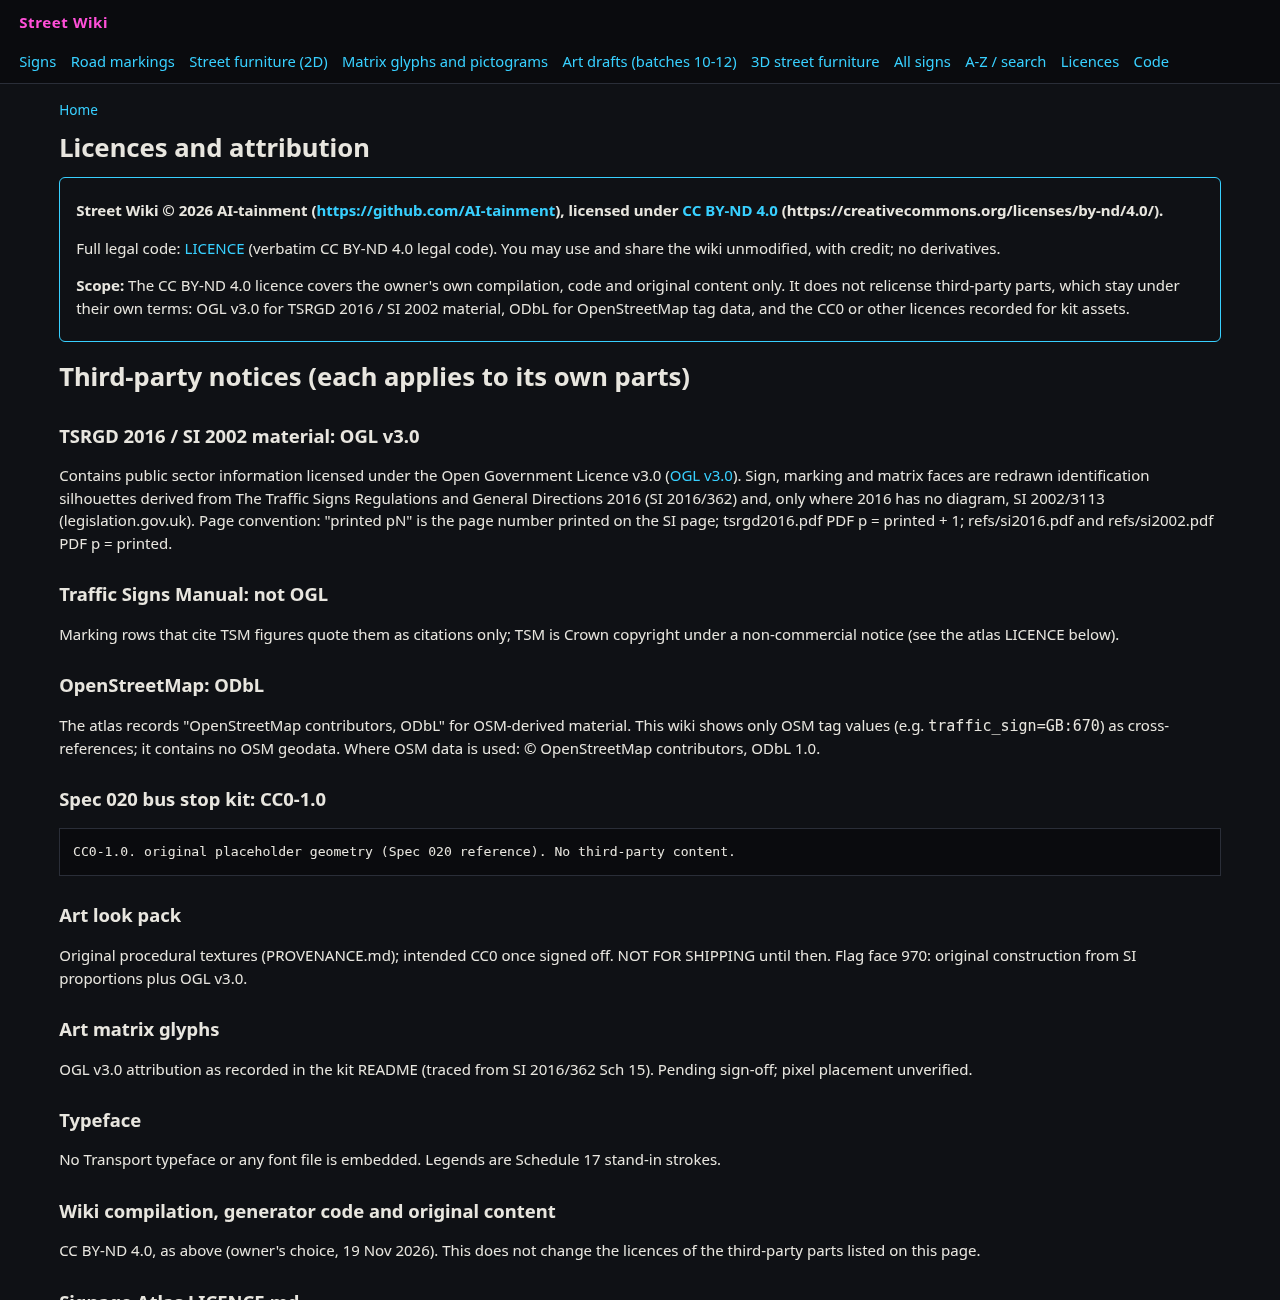 Street Wiki
Signs Road markings Street furniture (2D) Matrix glyphs and pictograms Art drafts (batches 10-12) 3D street furniture All signs A-Z / search Licences Code
Home
Licences and attribution
Street Wiki © 2026 AI-tainment (https://github.com/AI-tainment), licensed under CC BY-ND 4.0 (https://creativecommons.org/licenses/by-nd/4.0/).
Full legal code: LICENCE (verbatim CC BY-ND 4.0 legal code). You may use and share the wiki unmodified, with credit; no derivatives.
Scope: The CC BY-ND 4.0 licence covers the owner's own compilation, code and original content only. It does not relicense third-party parts, which stay under
their own terms: OGL v3.0 for TSRGD 2016 / SI 2002 material, ODbL for OpenStreetMap tag data, and the CC0 or other licences recorded for kit assets.
Third-party notices (each applies to its own parts)
TSRGD 2016 / SI 2002 material: OGL v3.0
Contains public sector information licensed under the Open Government Licence v3.0 (OGL v3.0). Sign, marking and matrix faces are redrawn identification
silhouettes derived from The Traffic Signs Regulations and General Directions 2016 (SI 2016/362) and, only where 2016 has no diagram, SI 2002/3113
(legislation.gov.uk). Page convention: "printed pN" is the page number printed on the SI page; tsrgd2016.pdf PDF p = printed + 1; refs/si2016.pdf and refs/si2002.pdf
PDF p = printed.
Traffic Signs Manual: not OGL
Marking rows that cite TSM figures quote them as citations only; TSM is Crown copyright under a non-commercial notice (see the atlas LICENCE below).
OpenStreetMap: ODbL
The atlas records "OpenStreetMap contributors, ODbL" for OSM-derived material. This wiki shows only OSM tag values (e.g. traffic_sign=GB:670) as cross-
references; it contains no OSM geodata. Where OSM data is used: © OpenStreetMap contributors, ODbL 1.0.
Spec 020 bus stop kit: CC0-1.0
CC0-1.0. original placeholder geometry (Spec 020 reference). No third-party content.
Art look pack
Original procedural textures (PROVENANCE.md); intended CC0 once signed off. NOT FOR SHIPPING until then. Flag face 970: original construction from SI
proportions plus OGL v3.0.
Art matrix glyphs
OGL v3.0 attribution as recorded in the kit README (traced from SI 2016/362 Sch 15). Pending sign-off; pixel placement unverified.
Typeface
No Transport typeface or any font file is embedded. Legends are Schedule 17 stand-in strokes.
Wiki compilation, generator code and original content
CC BY-ND 4.0, as above (owner's choice, 19 Nov 2026). This does not change the licences of the third-party parts listed on this page.
Signage Atlas LICENCE.md